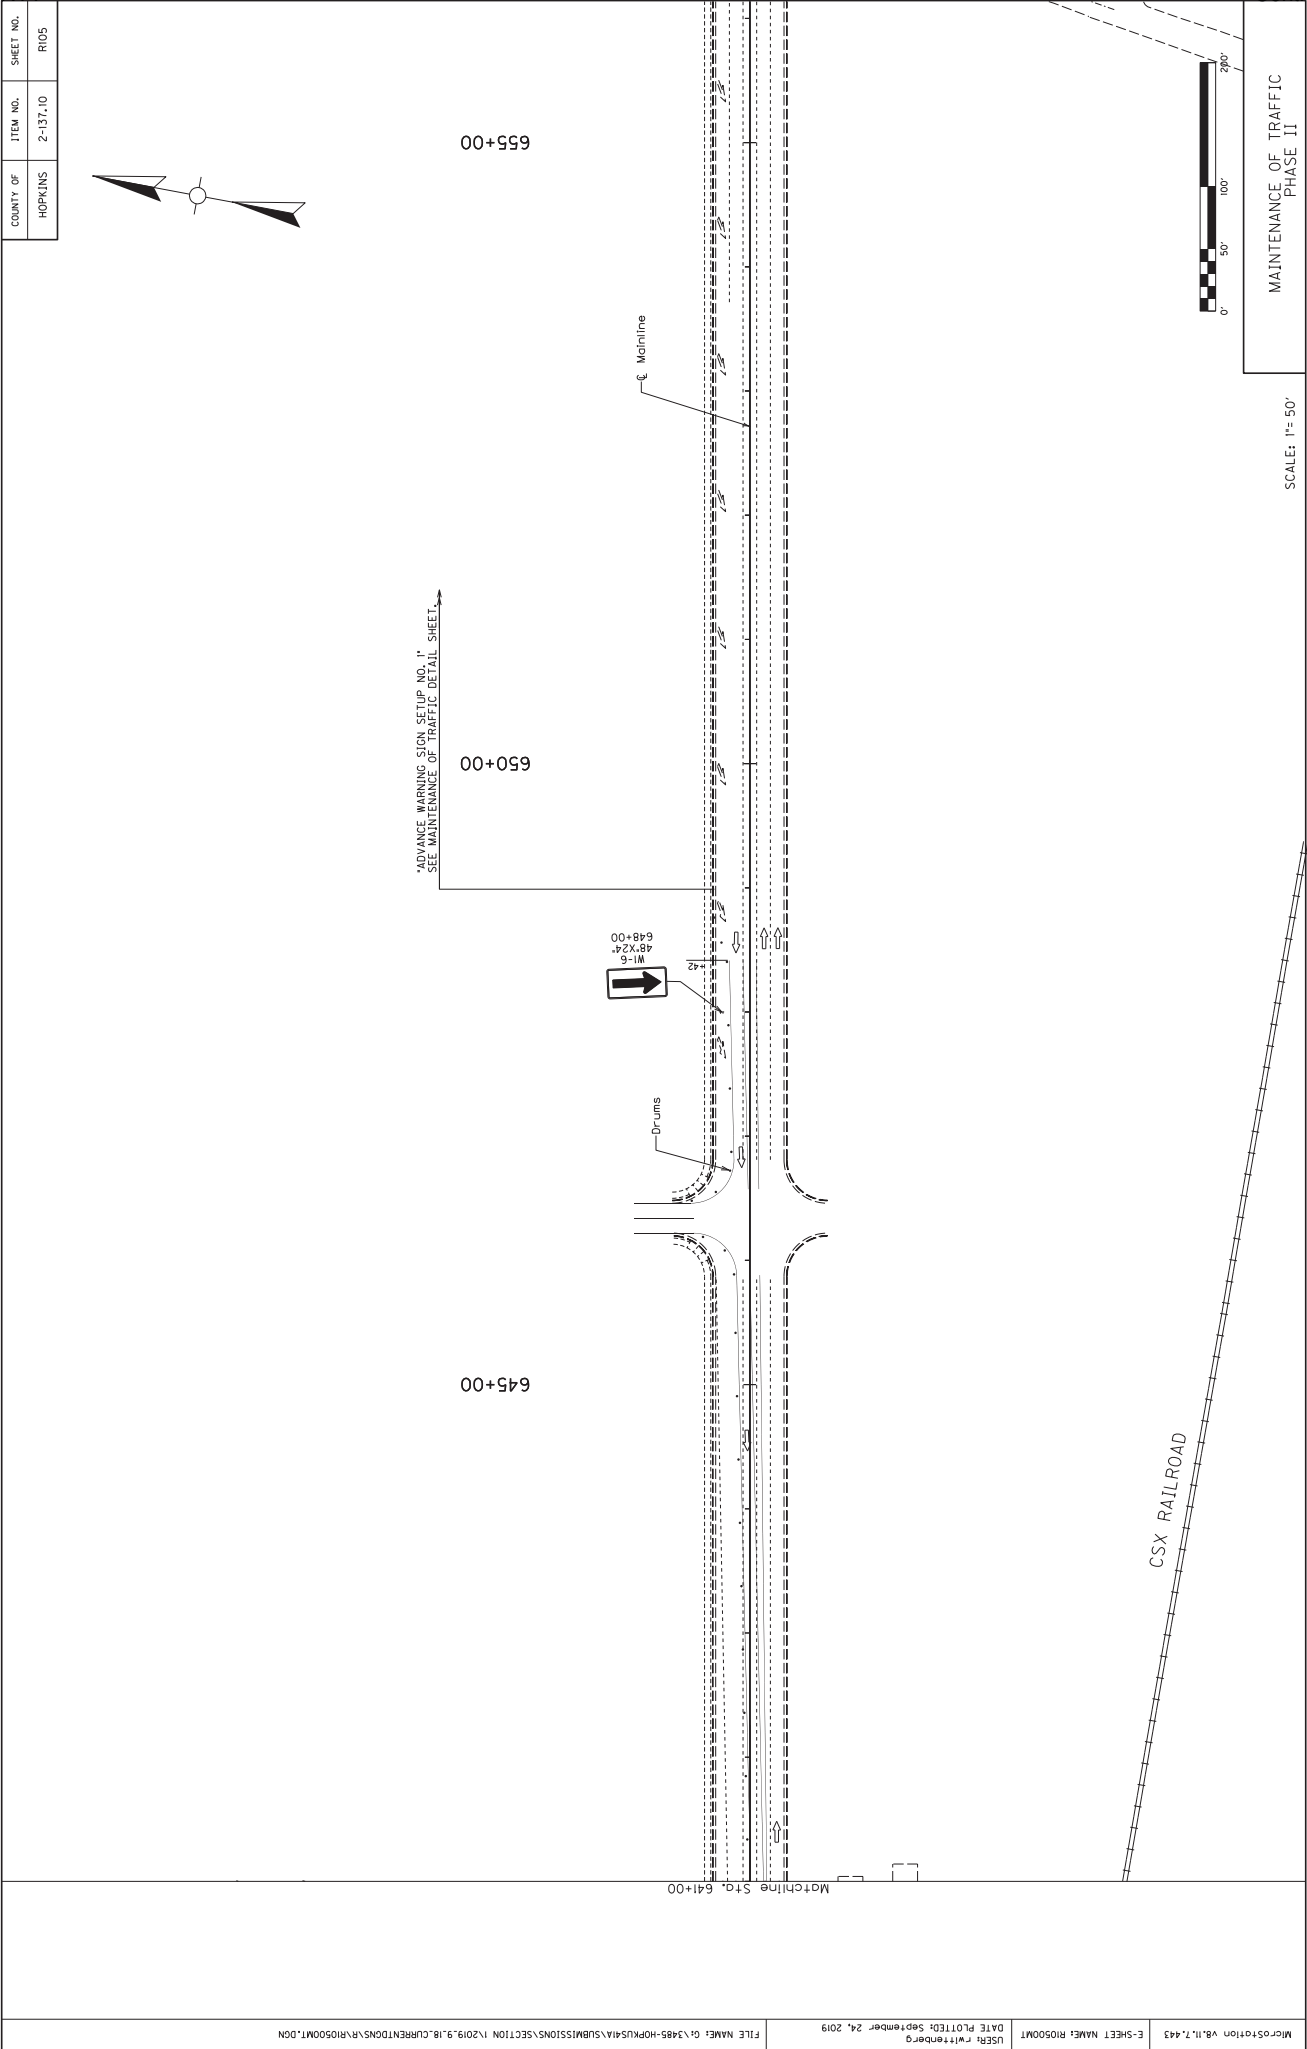 COUNTY OF
ITEM NO.
SHEET NO.
HOPKINS
2-137.10
R105
655+00
650+00
645+00
℄ Mainline
"ADVANCE WARNING SIGN SETUP NO. 1"
SEE MAINTENANCE OF TRAFFIC DETAIL SHEET.
W1-6
48"X24"
648+00
+42
Drums
CSX RAILROAD
Matchline Sta. 641+00
0'
50'
100'
200'
MAINTENANCE OF TRAFFIC
PHASE II
SCALE: 1"= 50'
MicroStation v8.11.7.443
E-SHEET NAME: R10500MT
USER: rwittenberg
DATE PLOTTED: September 24, 2019
FILE NAME: G:\3485-HOPKUS41A\SUBMISSIONS\SECTION 1\2019_9_18_CURRENTDGNS\R\R10500MT.DGN